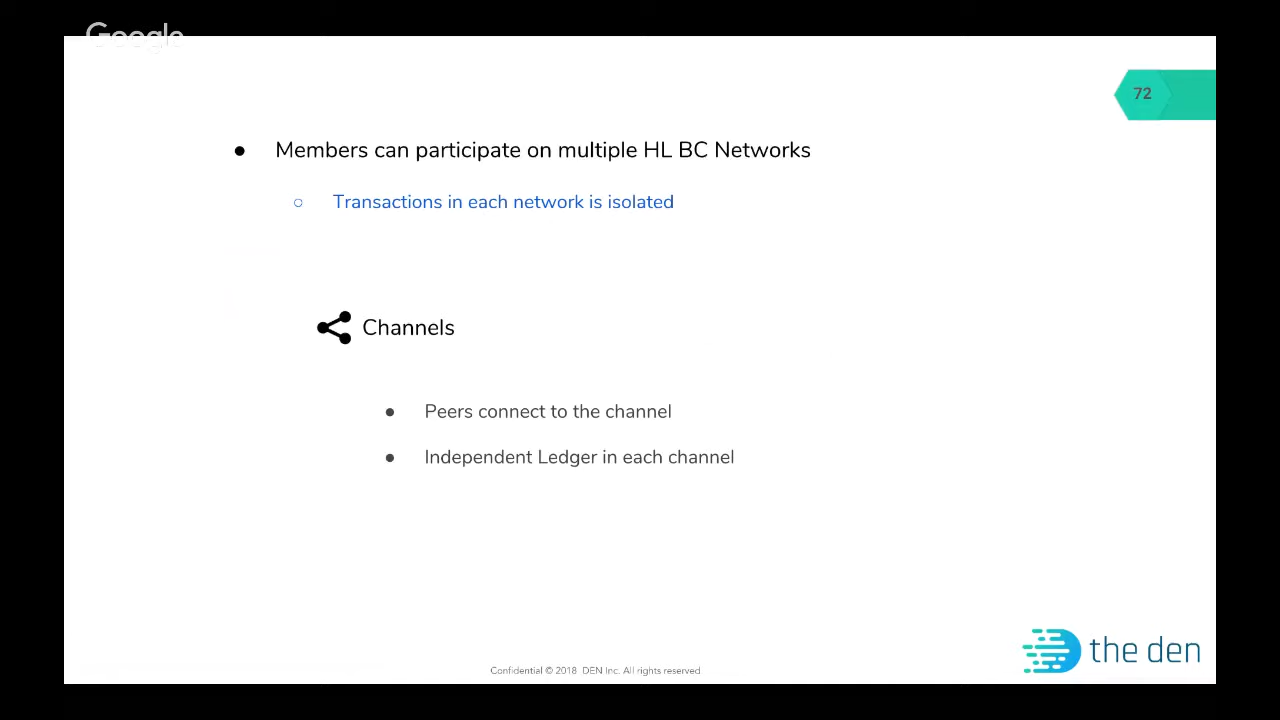 Google
72
● Members can participate on multiple HL BC Networks
○ Transactions in each network is isolated
Channels
● Peers connect to the channel
● Independent Ledger in each channel
the den
Confidential © 2018 DEN Inc. All rights reserved